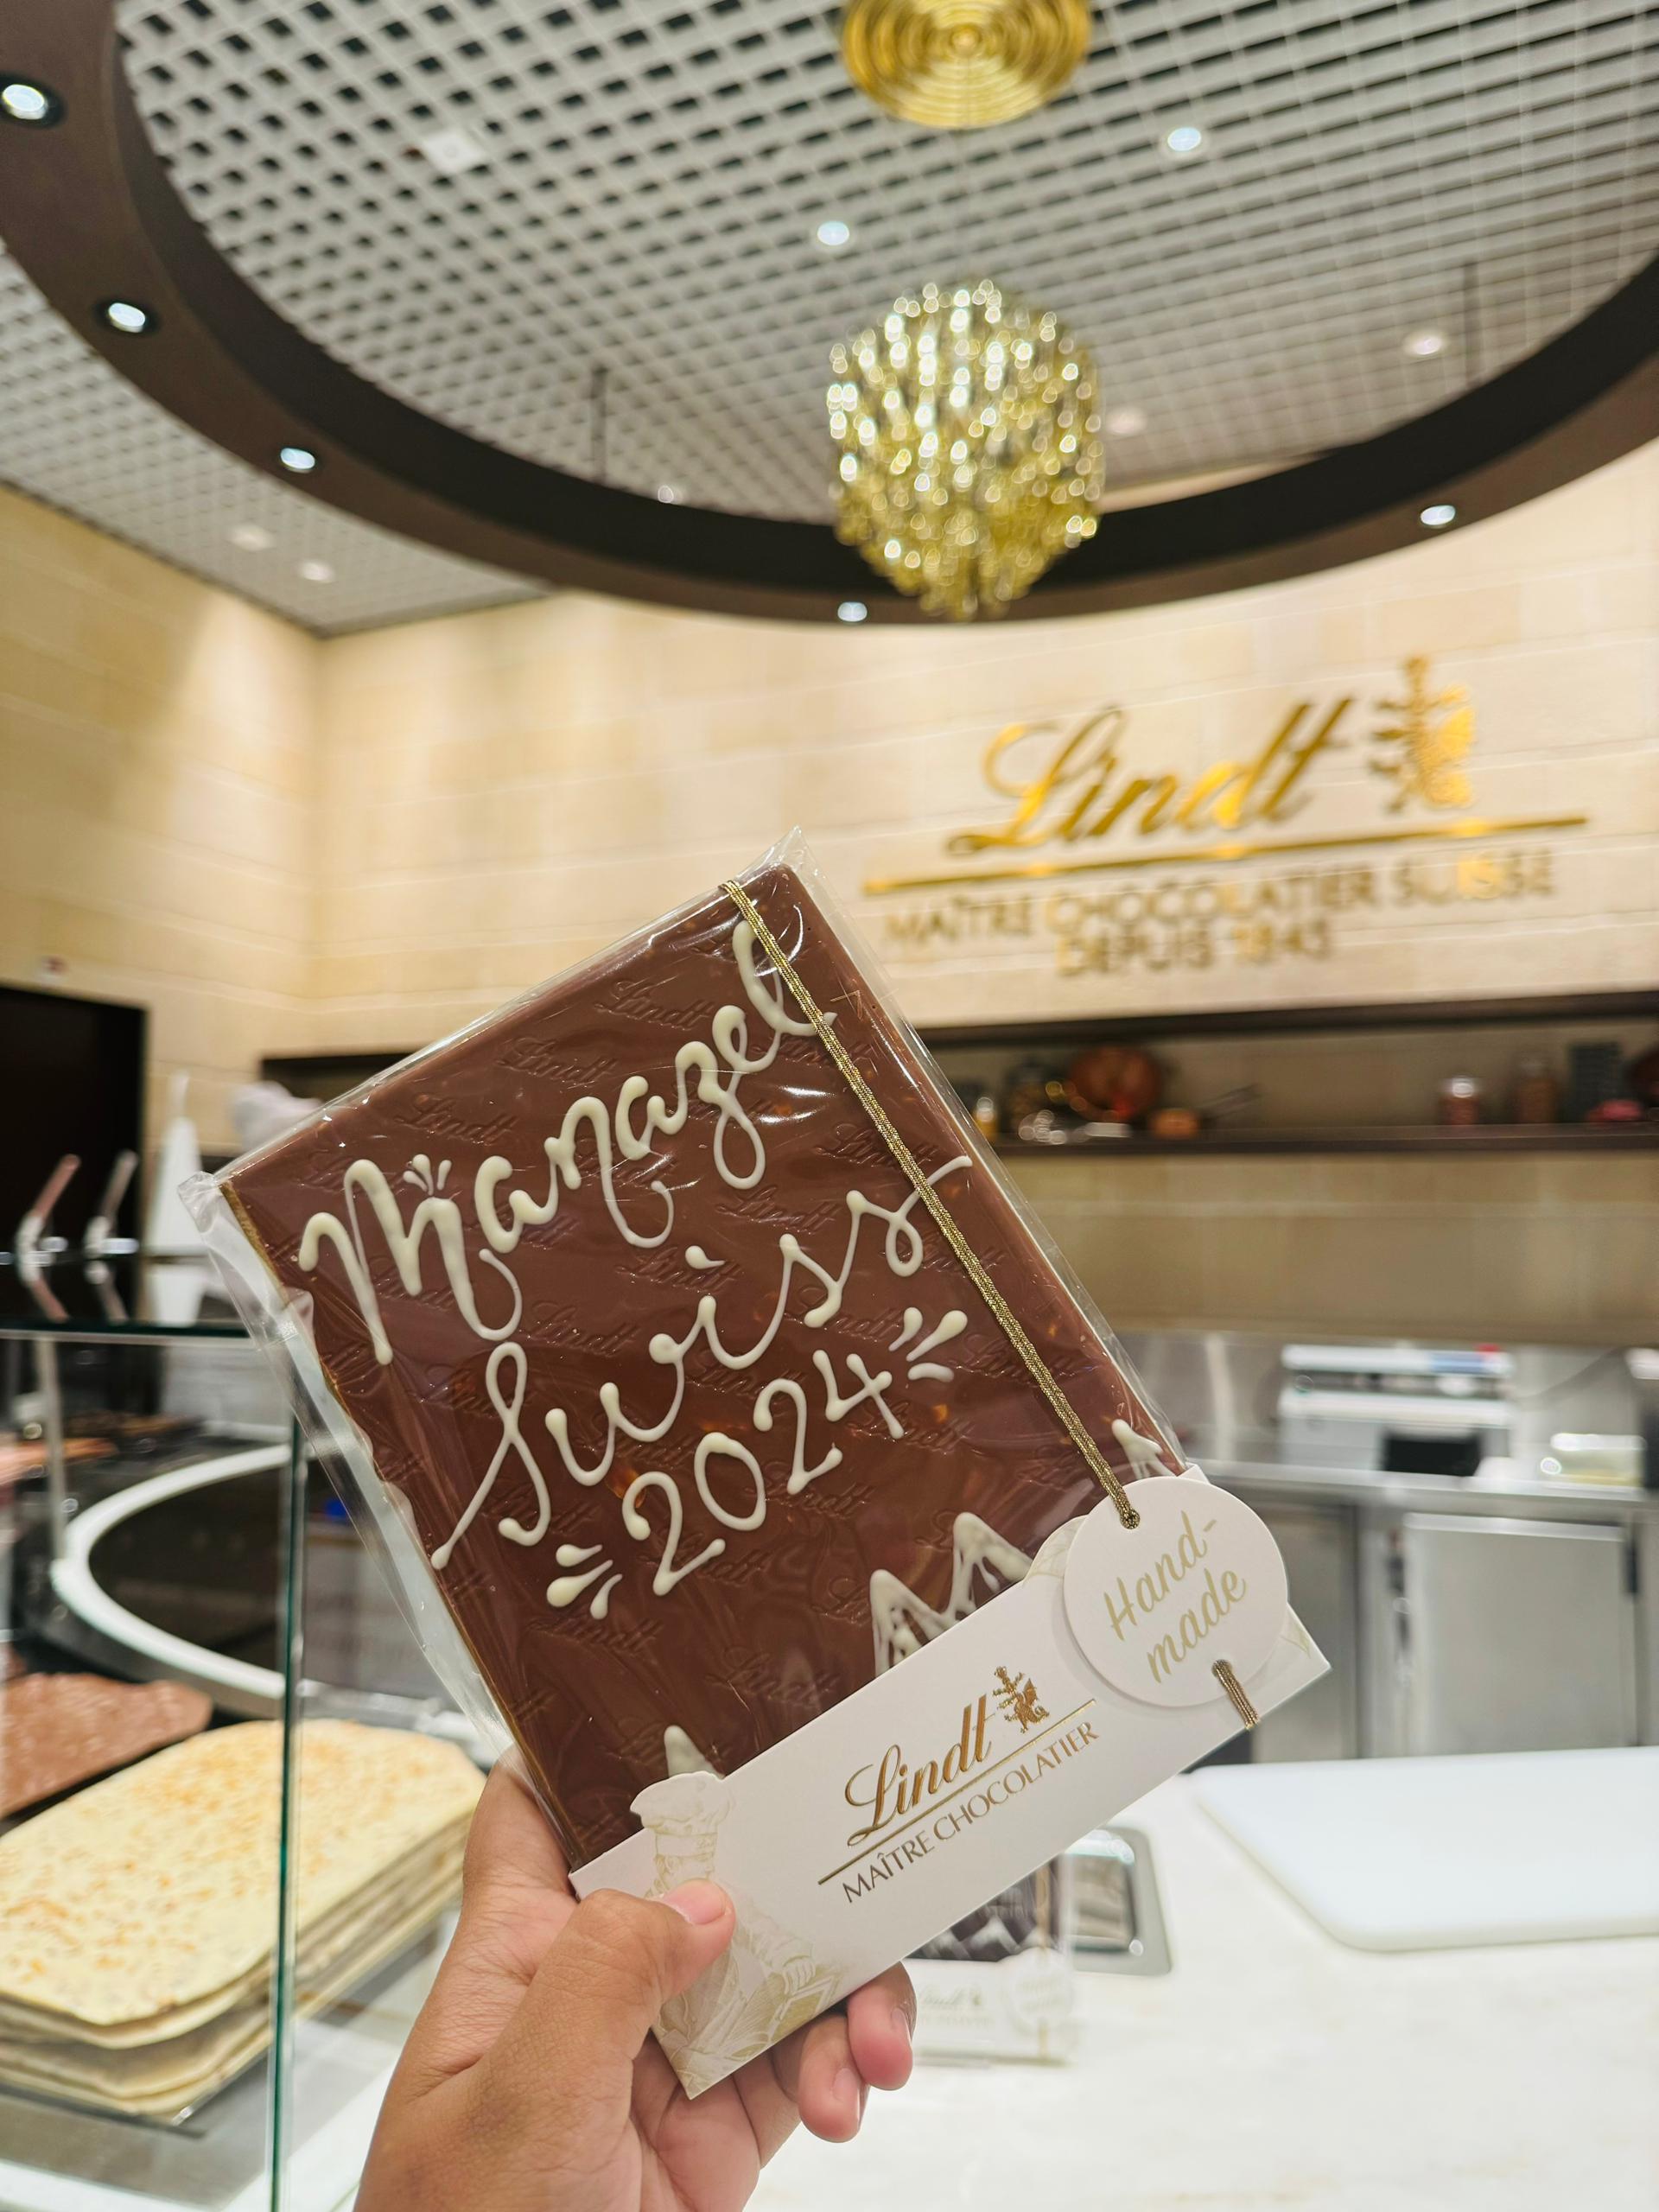 Lindt
MAÎTRE CHOCOLATIER SUISSE
DEPUIS 1845
Manazel
Swiss
2024
Hand-
made
Lindt
MAÎTRE CHOCOLATIER